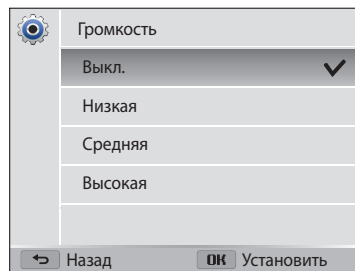 Громкость
Выкл.
Низкая
Средняя
Высокая
Назад OK Установить